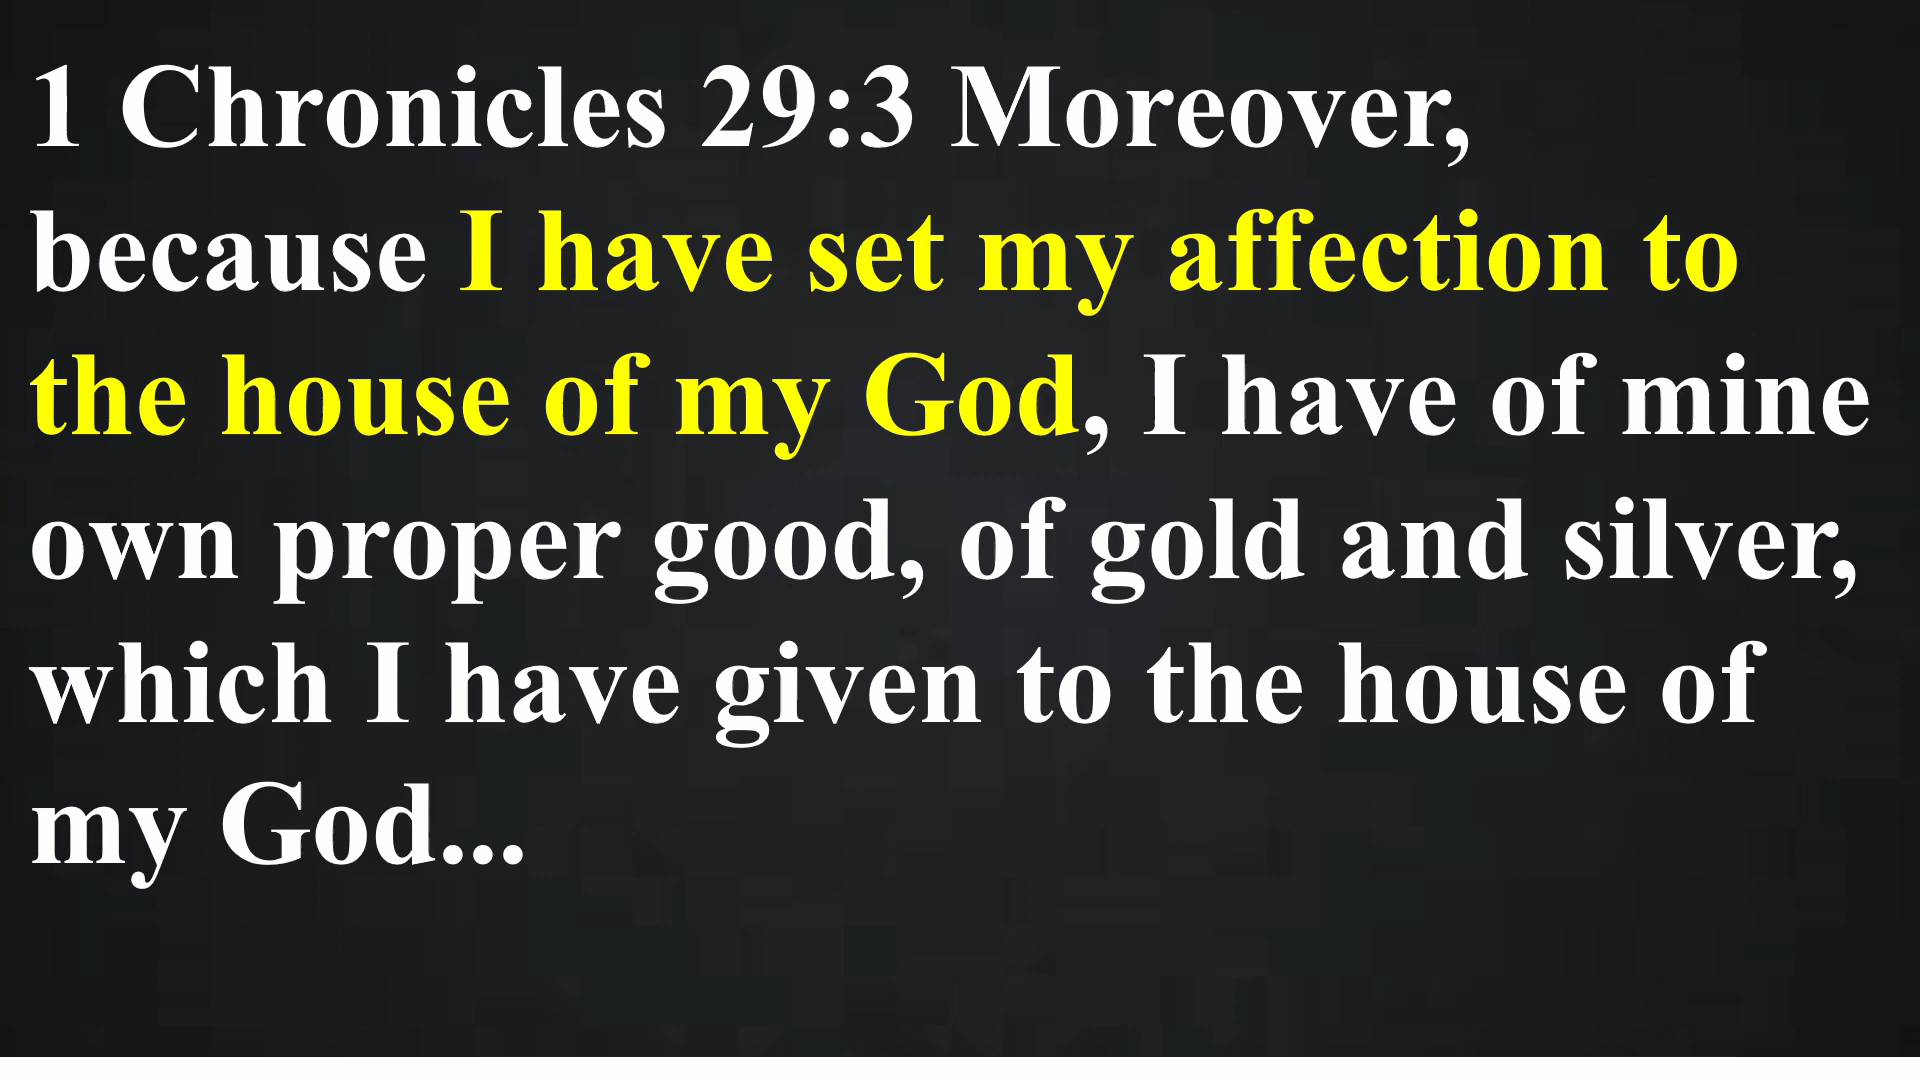 1 Chronicles 29:3 Moreover,
because I have set my affection to
the house of my God, I have of mine
own proper good, of gold and silver,
which I have given to the house of
my God...